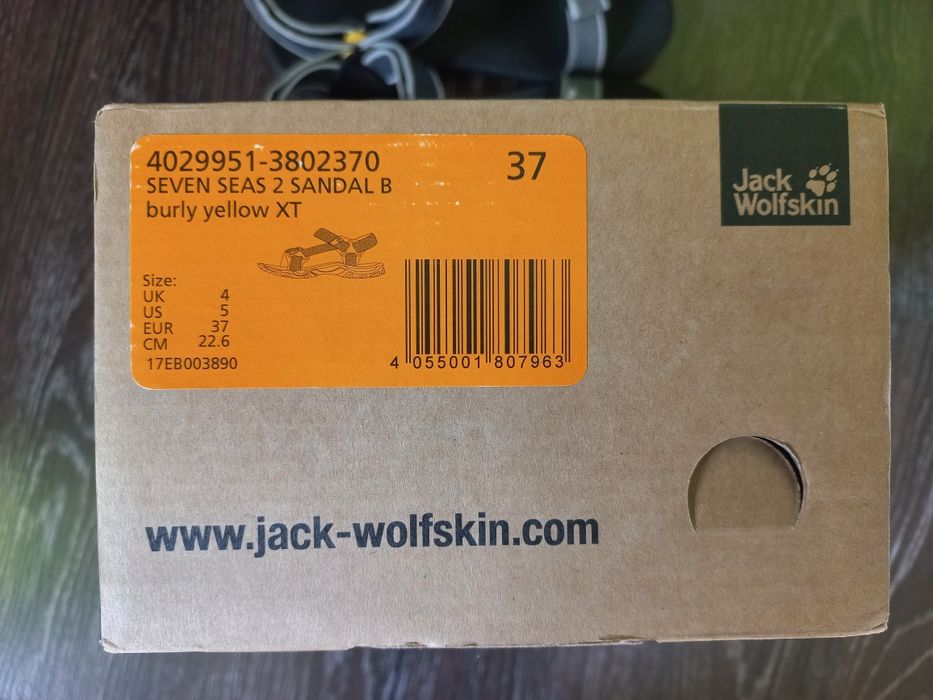 4029951-3802370
37
SEVEN SEAS 2 SANDAL B
burly yellow XT
Size:
UK 4
US 5
EUR 37
CM 22.6
17EB003890
4 055001 807963
Jack
Wolfskin
www.jack-wolfskin.com